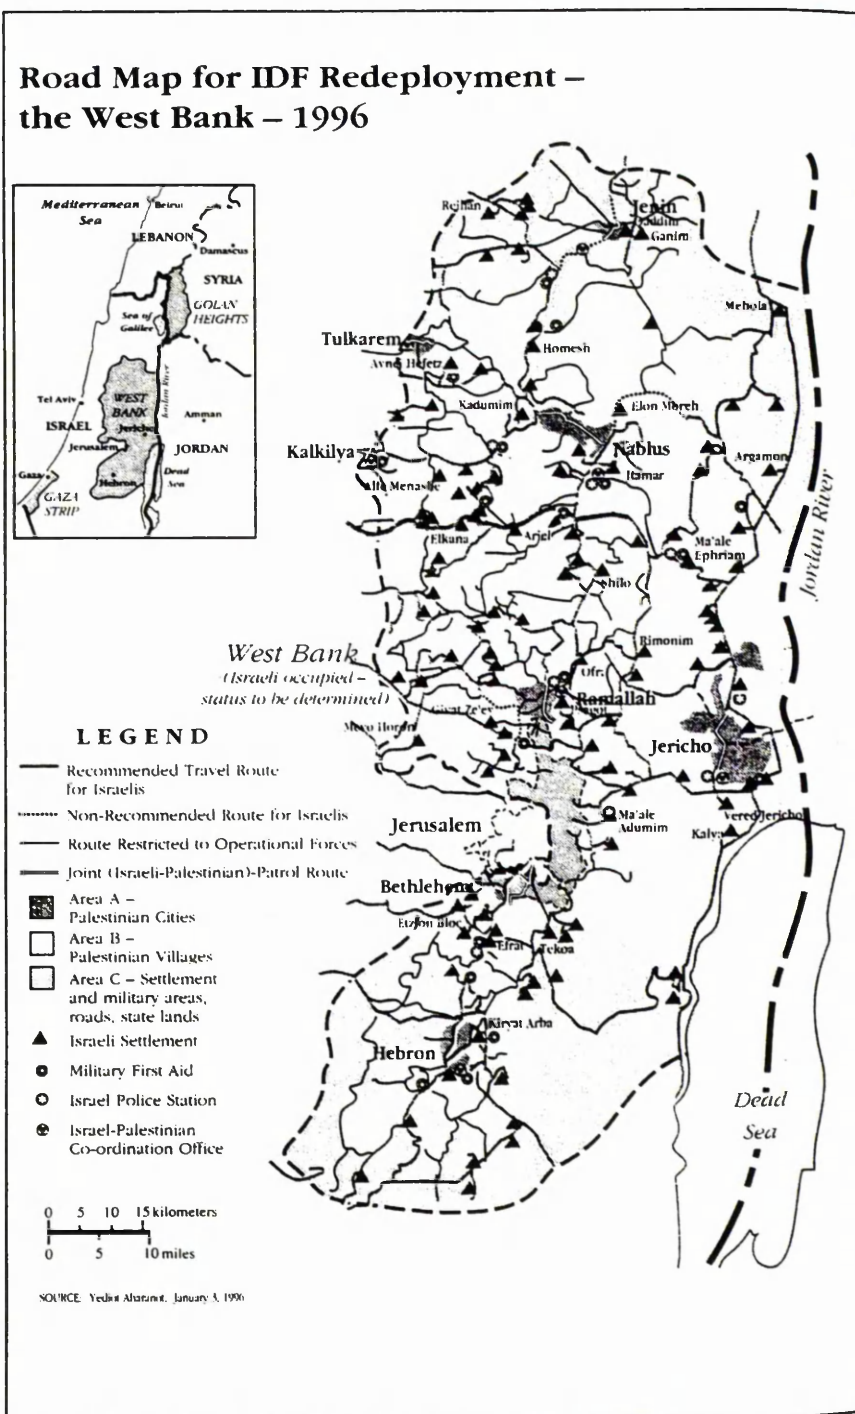 Road Map for IDF Redeployment –
the West Bank – 1996
Mediterranean
Sea
Beirut
LEBANON
Damascus
SYRIA
GOLAN
HEIGHTS
Sea of
Galilee
Tel Aviv
WEST
BANK
Jordan River
Amman
ISRAEL
Jericho
Jerusalem
JORDAN
Gaza
Hebron
Dead
Sea
GAZA
STRIP
Reihan
Jenin
Ganim
Mehola
Tulkarem
Avnei Hefetz
Homesh
Kadumim
Elon Moreh
Kalkilya
Nablus
Itamar
Argamon
Alfe Menashe
Elkana
Ariel
Ma'ale
Ephriam
Shilo
Jordan River
West Bank
(Israeli occupied –
status to be determined)
Rimonim
Ofra
Givat Ze'ev
Ramallah
Mevo Horon
Jericho
LEGEND
Recommended Travel Route
for Israelis
Non-Recommended Route for Israelis
Route Restricted to Operational Forces
Joint (Israeli-Palestinian)-Patrol Route
Area A –
Palestinian Cities
Area B –
Palestinian Villages
Area C – Settlement
and military areas,
roads, state lands
Israeli Settlement
Military First Aid
Israel Police Station
Israel-Palestinian
Co-ordination Office
Jerusalem
Ma'ale
Adumim
Vered Jericho
Kalya
Bethlehem
Etzion Bloc
Efrat
Tekoa
Kiryat Arba
Hebron
Dead
Sea
0 5 10 15 kilometers
0 5 10 miles
SOURCE: Yediot Aharanot, January 3, 1996